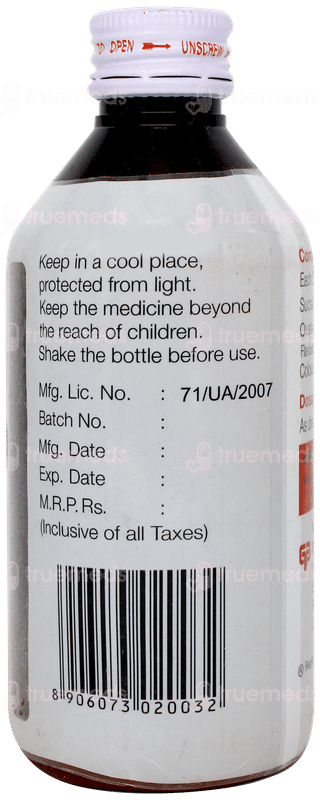 OPEN UNSCREW
Keep in a cool place,
protected from light.
Keep the medicine beyond
the reach of children.
Shake the bottle before use.
Mfg. Lic. No. : 71/UA/2007
Batch No. :
Mfg. Date :
Exp. Date :
M.R.P. Rs. :
(Inclusive of all Taxes)
8 906073 020032
truemeds